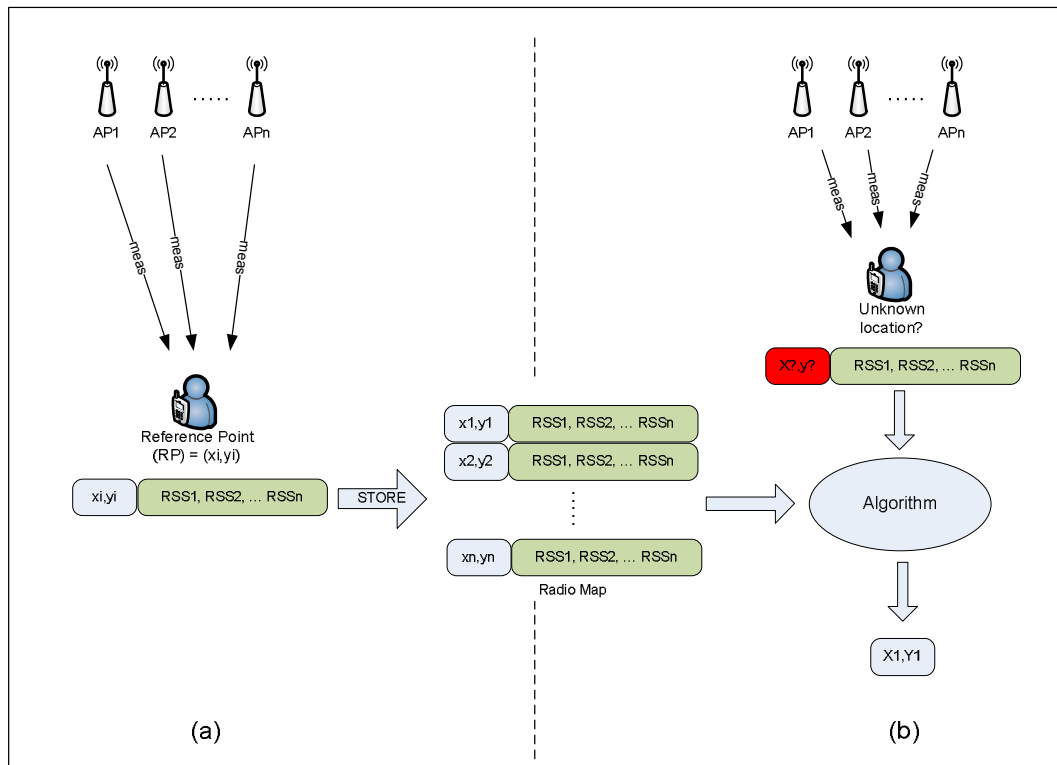 AP1 AP2 ..... APn
meas meas meas
Reference Point
(RP) = (xi,yi)
xi,yi RSS1, RSS2, ... RSSn
STORE
x1,y1 RSS1, RSS2, ... RSSn
x2,y2 RSS1, RSS2, ... RSSn
xn,yn RSS1, RSS2, ... RSSn
Radio Map
(a)
AP1 AP2 ..... APn
meas meas meas
Unknown
location?
X?,y? RSS1, RSS2, ... RSSn
Algorithm
X1,Y1
(b)